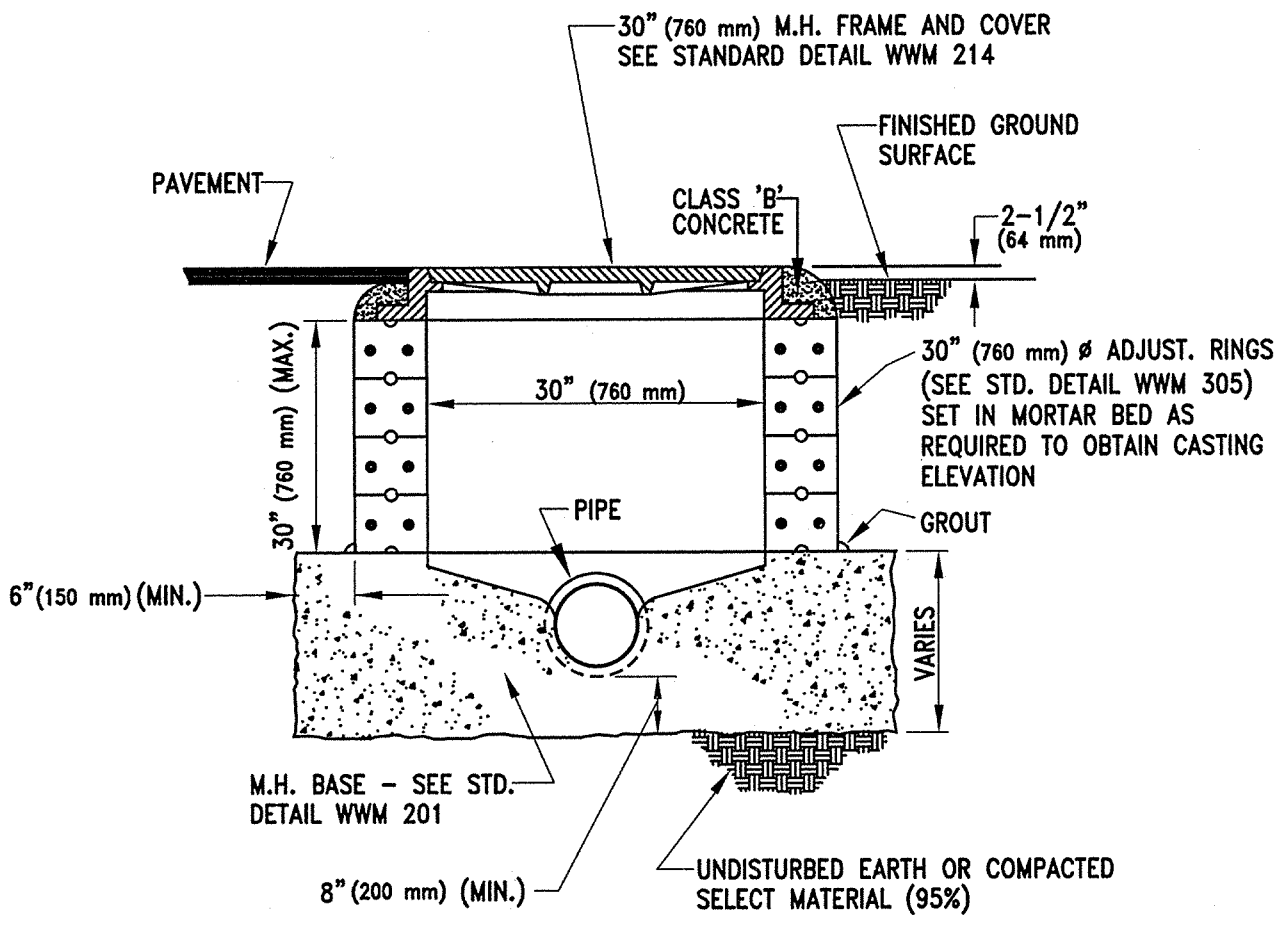 30" (760 mm) M.H. FRAME AND COVER
SEE STANDARD DETAIL WWM 214
FINISHED GROUND
SURFACE
PAVEMENT
CLASS 'B'
CONCRETE
2-1/2"
(64 mm)
30" (760 mm) (MAX.)
30" (760 mm)
30" (760 mm) Ø ADJUST. RINGS
(SEE STD. DETAIL WWM 305)
SET IN MORTAR BED AS
REQUIRED TO OBTAIN CASTING
ELEVATION
PIPE
GROUT
6" (150 mm) (MIN.)
VARIES
M.H. BASE - SEE STD.
DETAIL WWM 201
8" (200 mm) (MIN.)
UNDISTURBED EARTH OR COMPACTED
SELECT MATERIAL (95%)